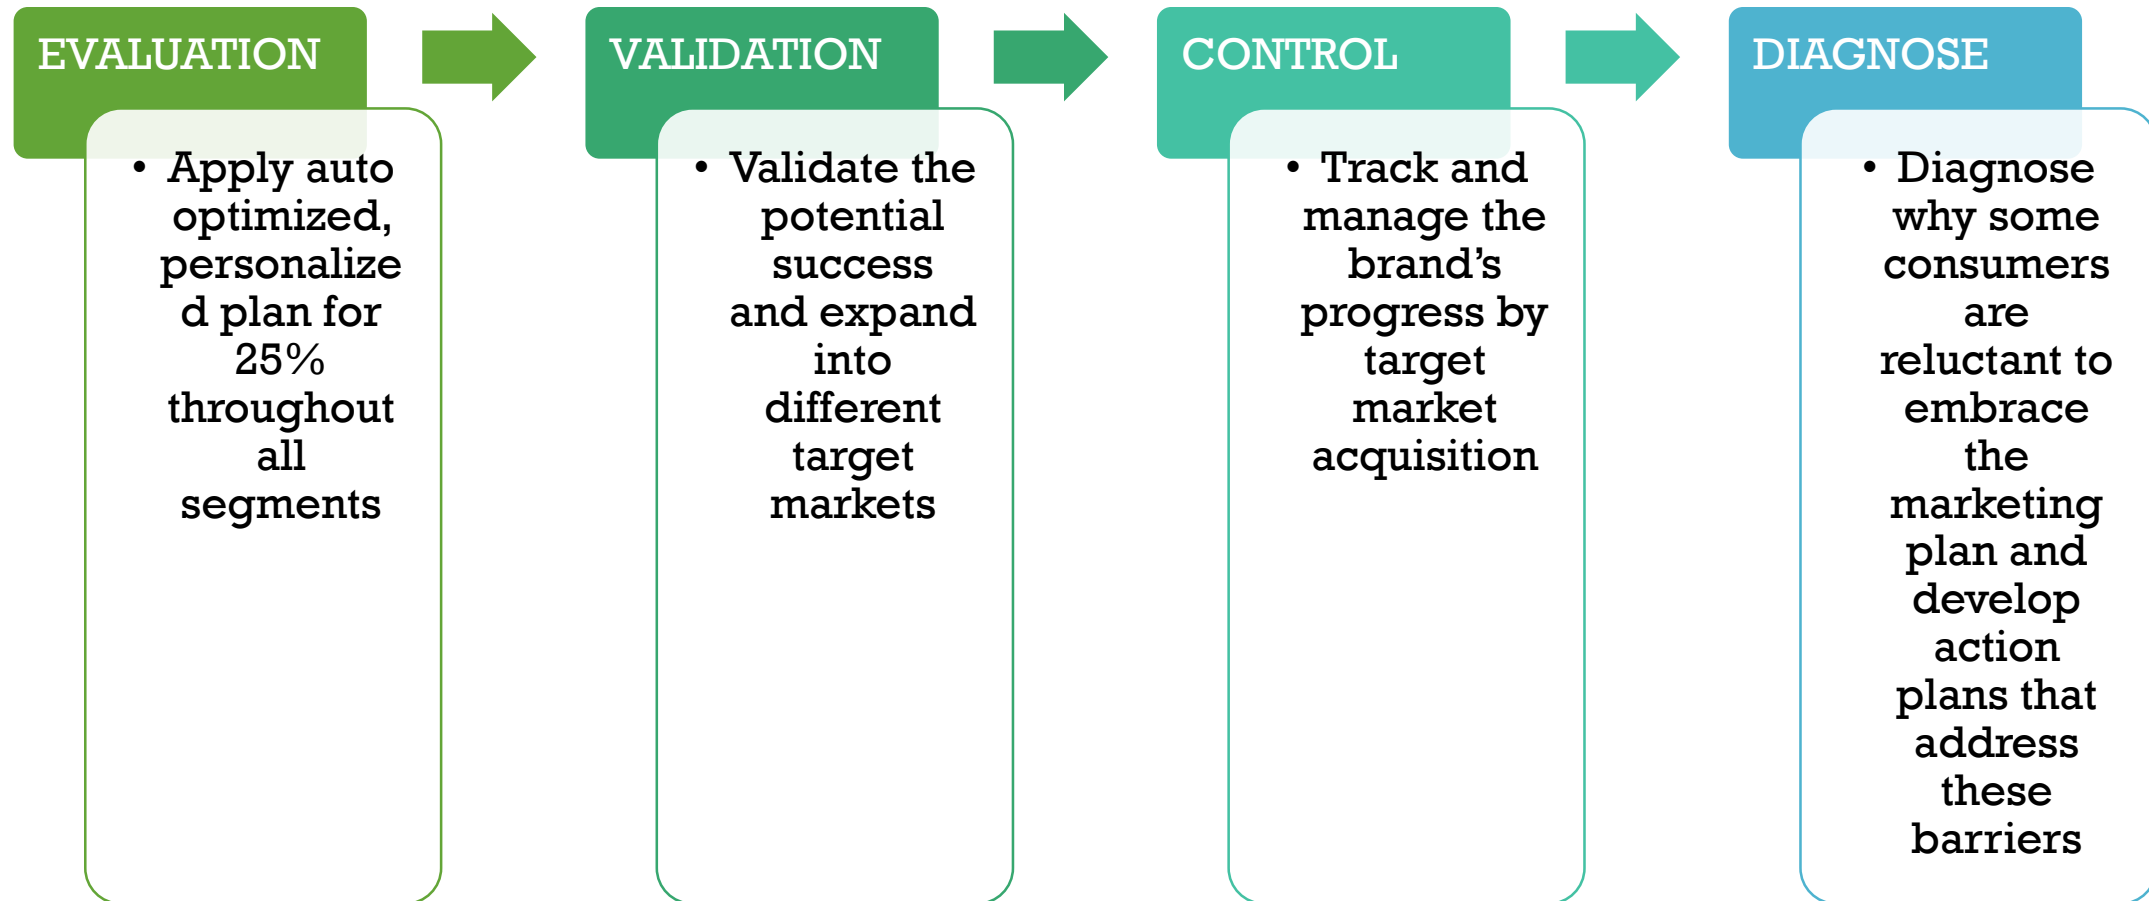 EVALUATION
• Apply auto
optimized,
personalize
d plan for
25%
throughout
all
segments
VALIDATION
• Validate the
potential
success
and expand
into
different
target
markets
CONTROL
• Track and
manage the
brand’s
progress by
target
market
acquisition
DIAGNOSE
• Diagnose
why some
consumers
are
reluctant to
embrace
the
marketing
plan and
develop
action
plans that
address
these
barriers